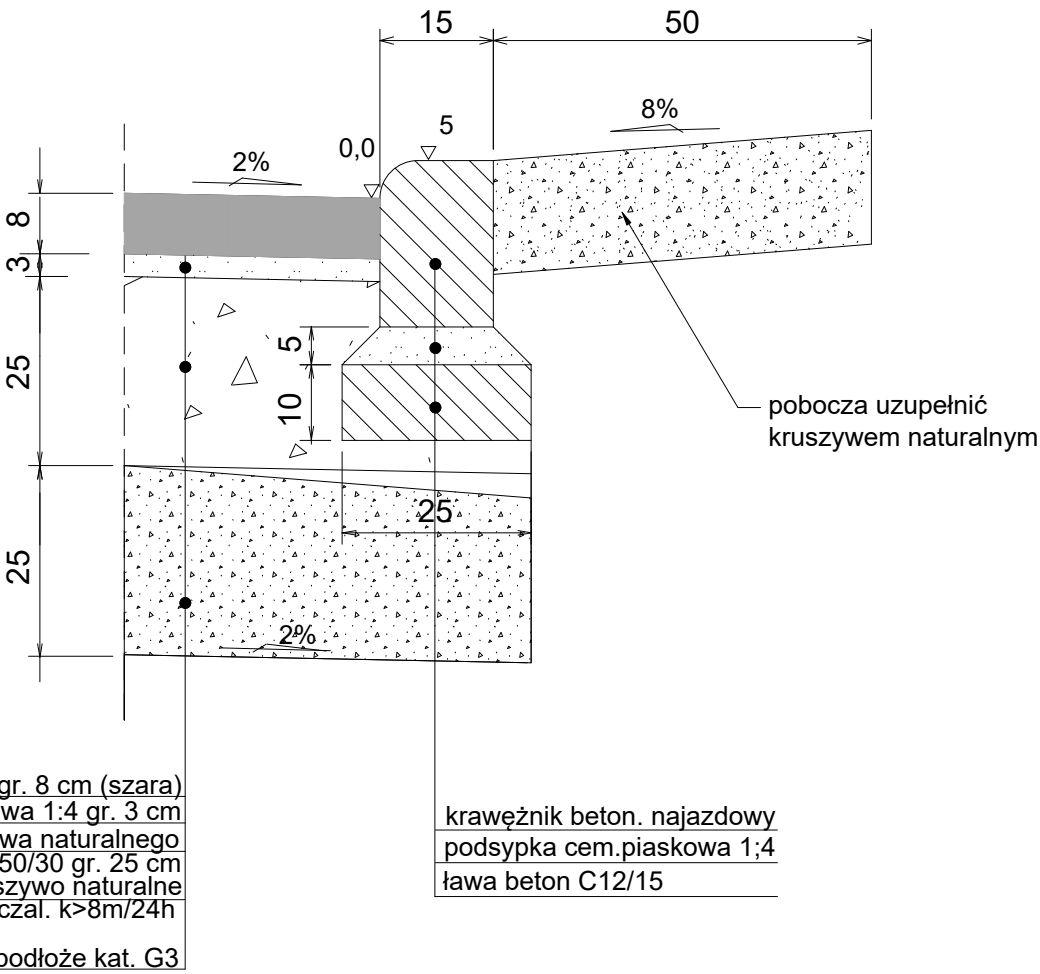 15
50
8%
5
0,0
2%
8
3
25
5
10
25
25
2%
pobocza uzupełnić
kruszywem naturalnym
gr. 8 cm (szara)
wa 1:4 gr. 3 cm
wa naturalnego
50/30 gr. 25 cm
szywo naturalne
czal. k>8m/24h
podłoże kat. G3
krawężnik beton. najazdowy
podsypka cem.piaskowa 1;4
ława beton C12/15